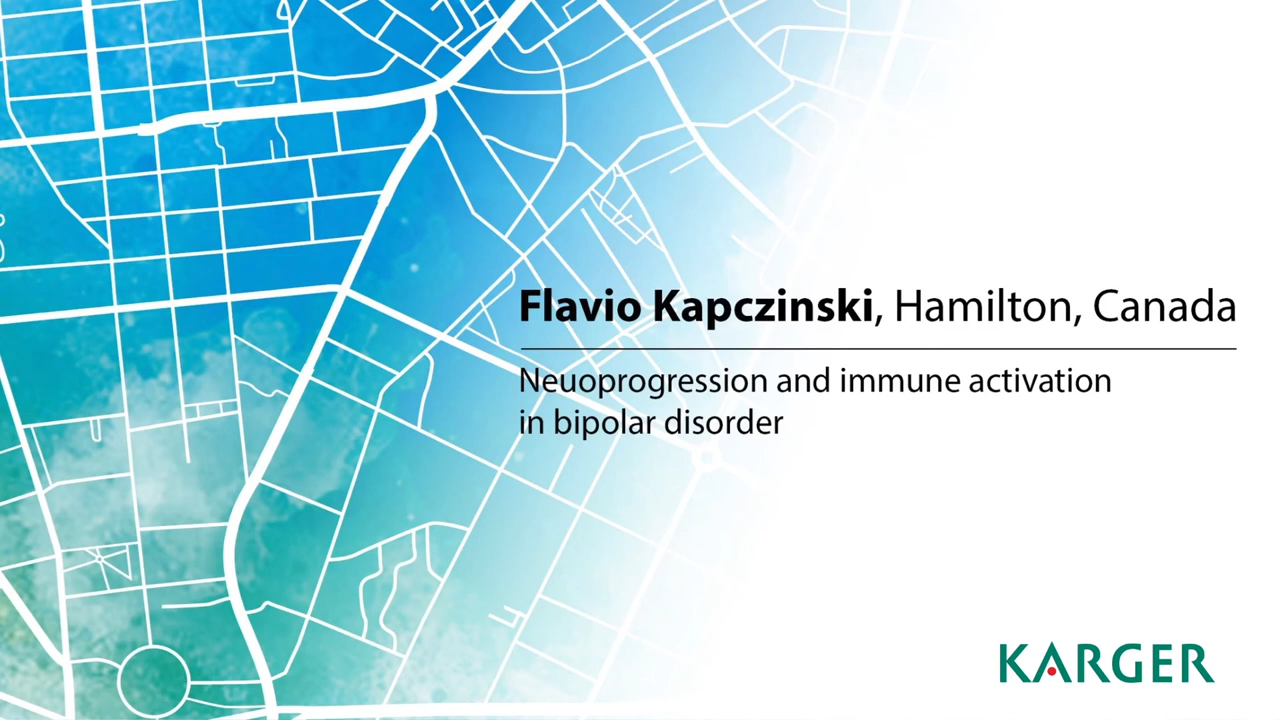 Flavio Kapczinski, Hamilton, Canada
Neuoprogression and immune activation
in bipolar disorder
KARGER